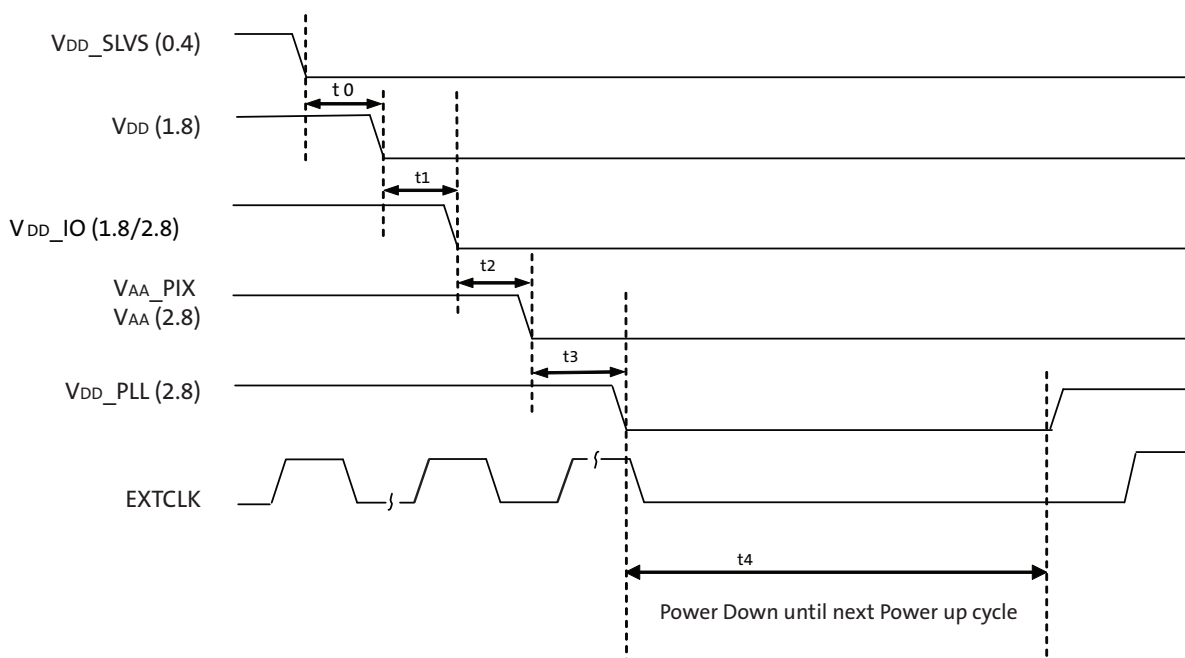 VDD_SLVS (0.4)
t 0
VDD (1.8)
t1
VDD_IO (1.8/2.8)
t2
VAA_PIX
VAA (2.8)
t3
VDD_PLL (2.8)
EXTCLK
t4
Power Down until next Power up cycle